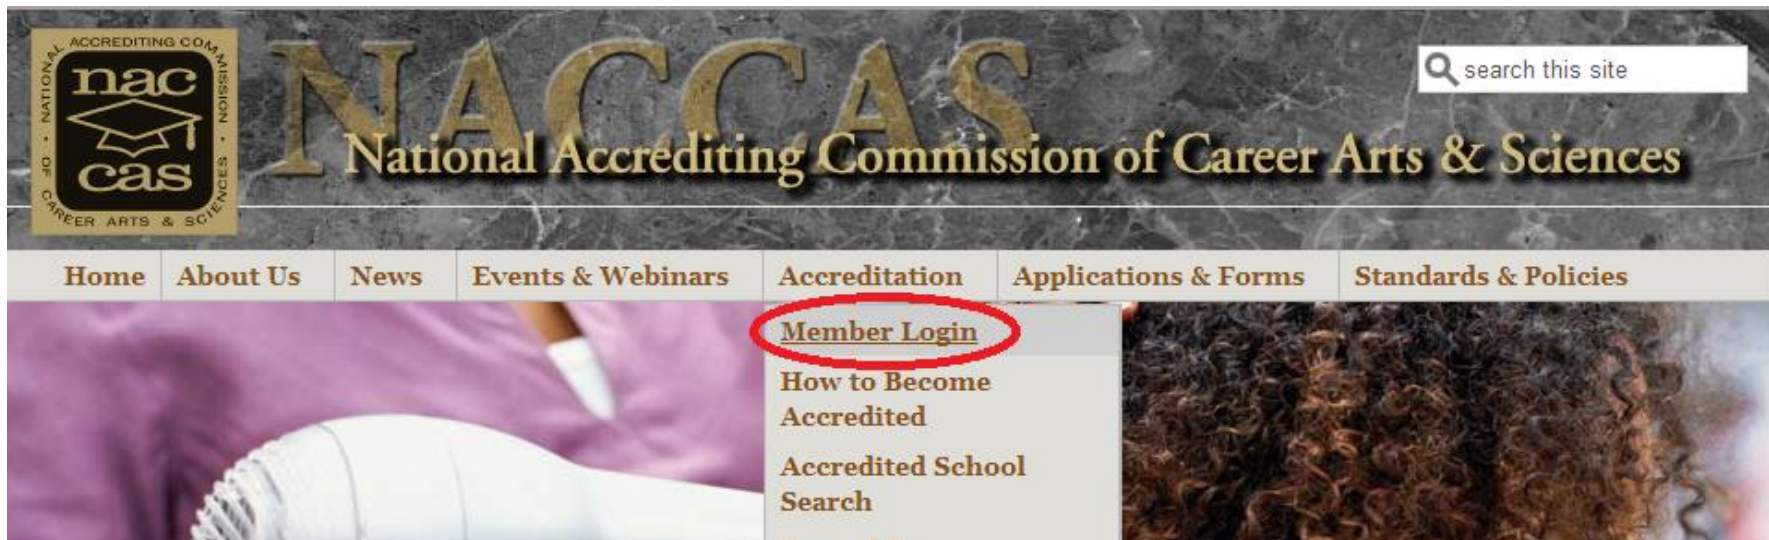 NATIONAL ACCREDITING COMMISSION • OF CAREER ARTS & SCIENCES •
nac
cas
NACCAS
National Accrediting Commission of Career Arts & Sciences
search this site
Home About Us News Events & Webinars Accreditation Applications & Forms Standards & Policies
Member Login
How to Become
Accredited
Accredited School
Search